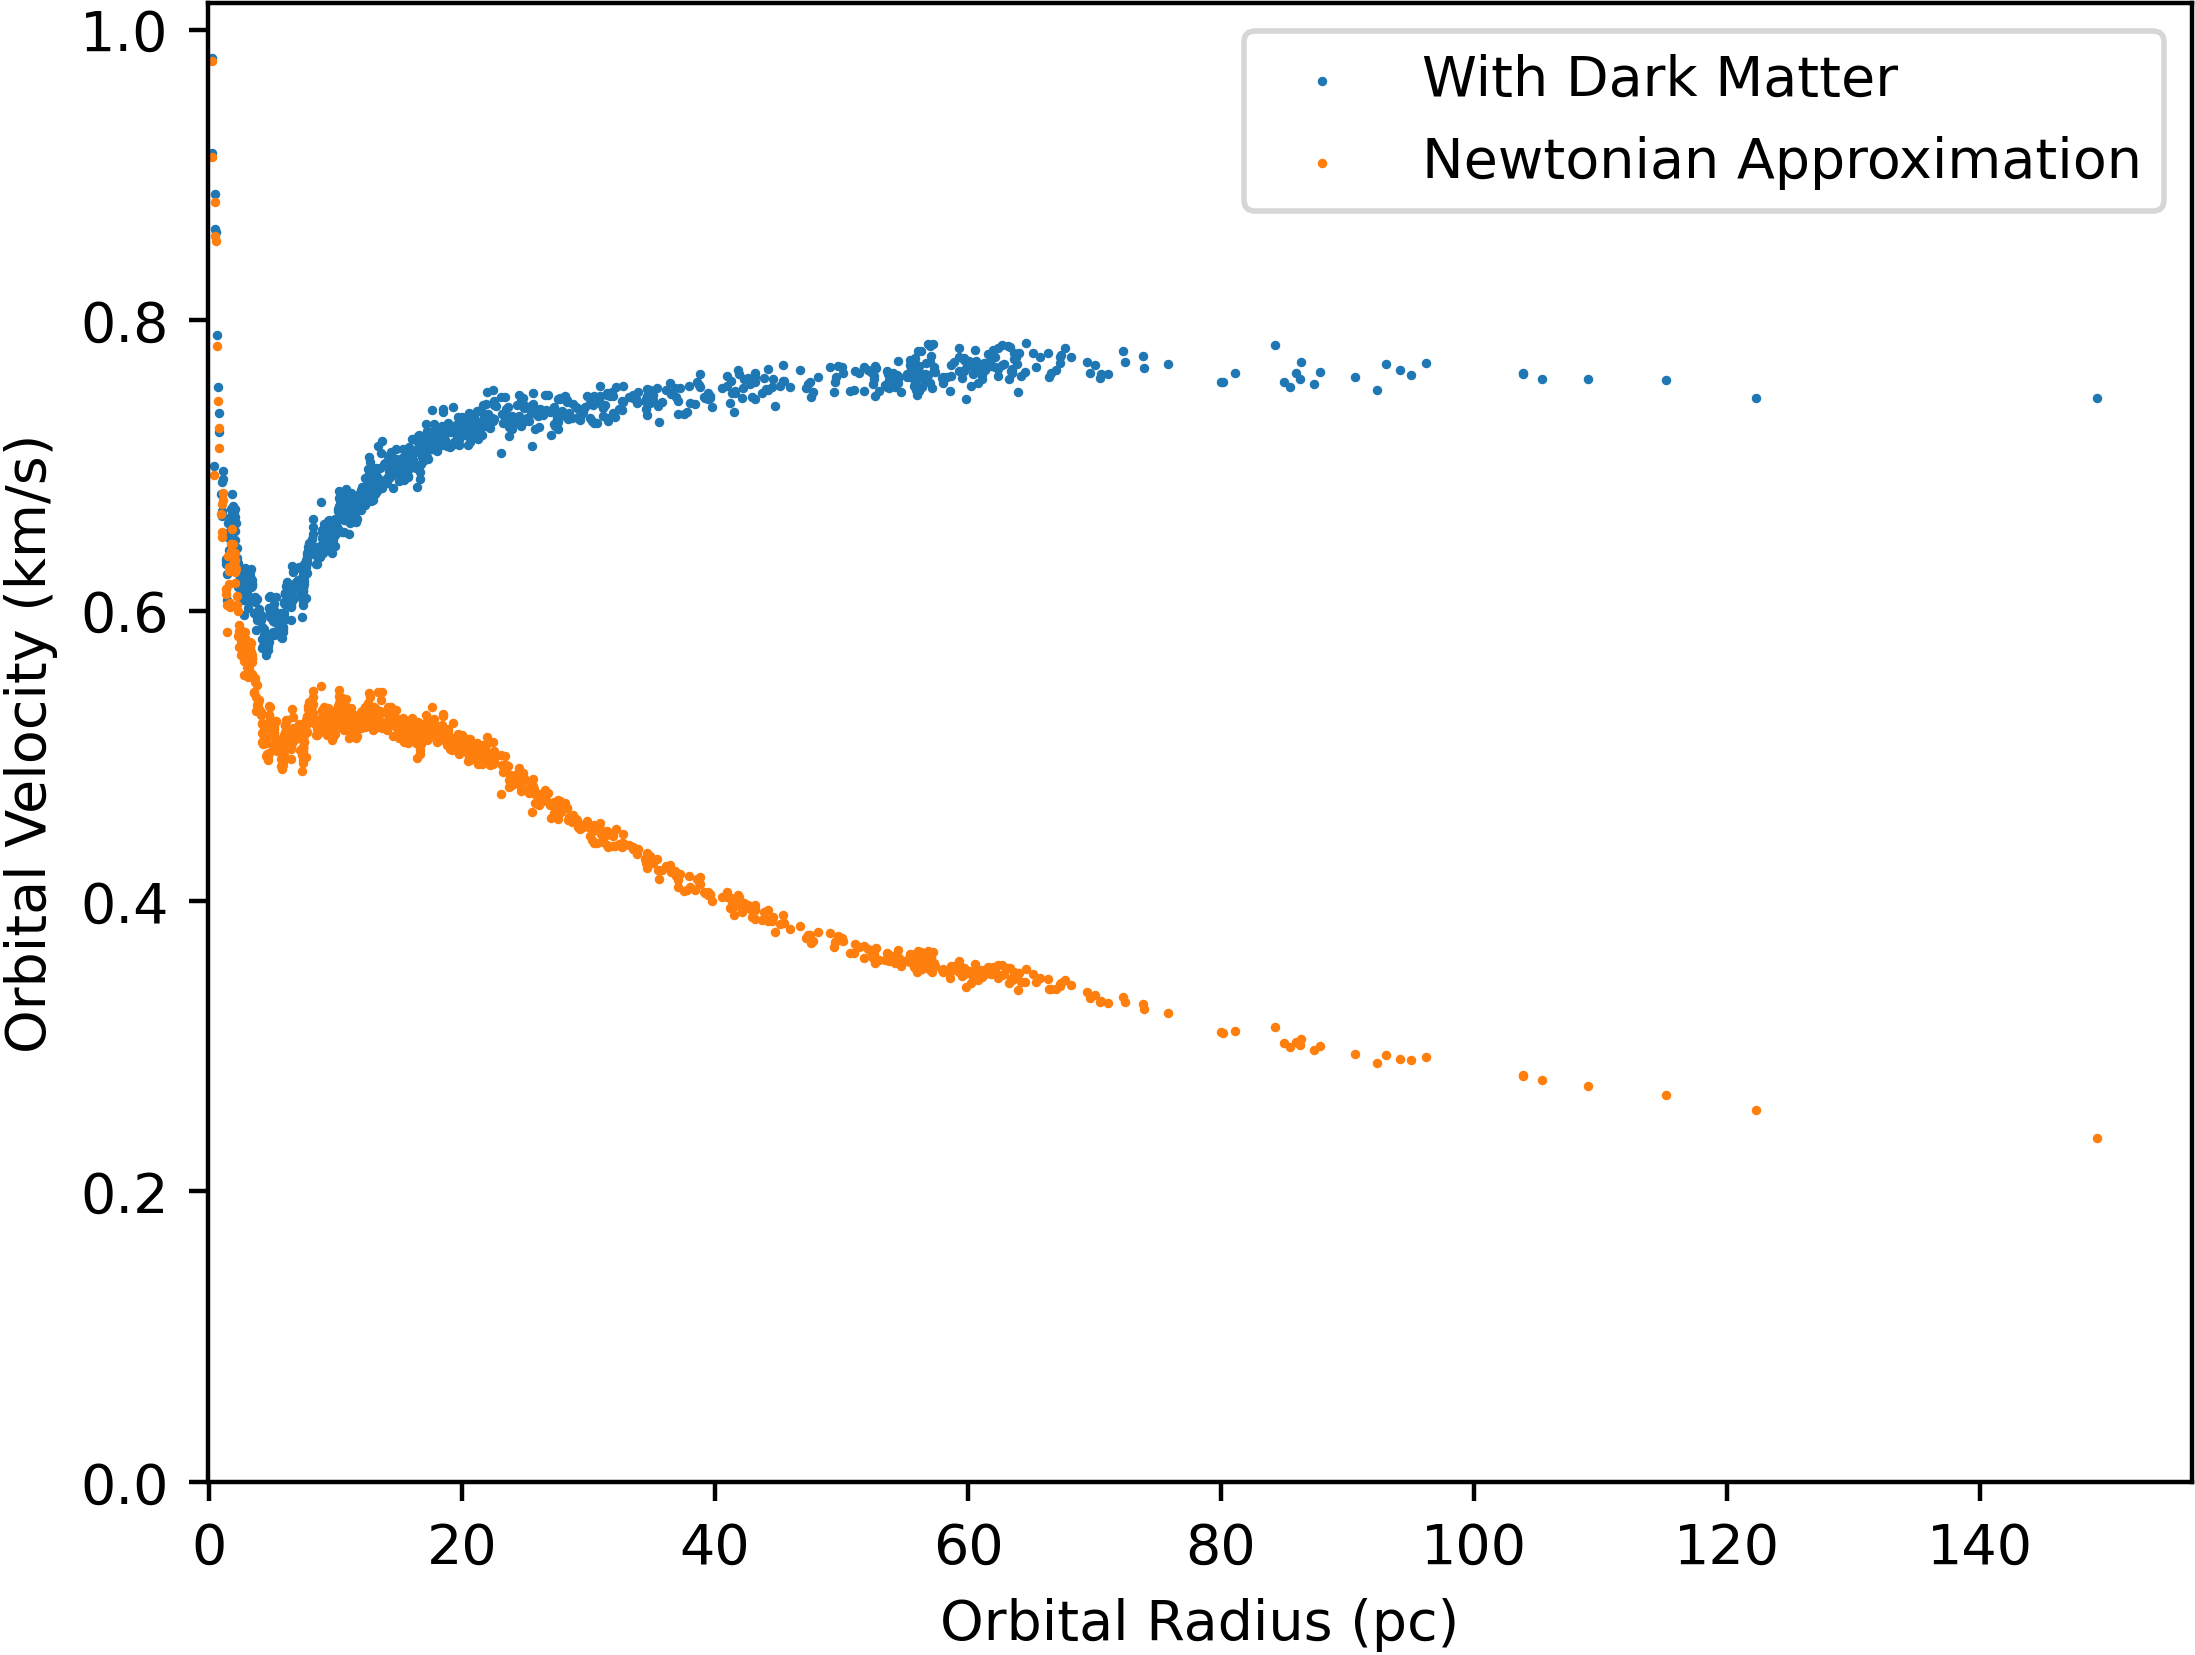 With Dark Matter
Newtonian Approximation
1.0
0.8
0.6
0.4
0.2
0.0
Orbital Velocity (km/s)
0 20 40 60 80 100 120 140
Orbital Radius (pc)